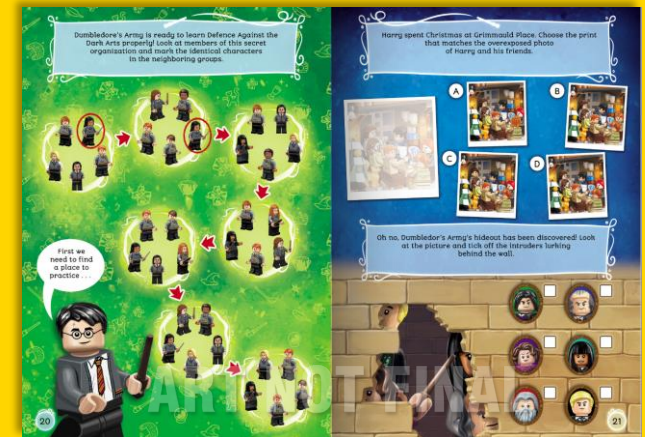 Dumbledore's Army is ready to learn Defence Against the
Dark Arts properly! Look at members of this secret
organisation and mark the identical characters
in the neighboring groups.
First we
need to find
a place to
practice . . .
20
Harry spent Christmas at Grimmauld Place. Choose the print
that matches the overexposed photo
of Harry and his friends.
A
B
C
D
Oh no, Dumbledor's Army's hideout has been discovered! Look
at the picture and tick off the intruders lurking
behind the wall.
ART NOT FINAL
21